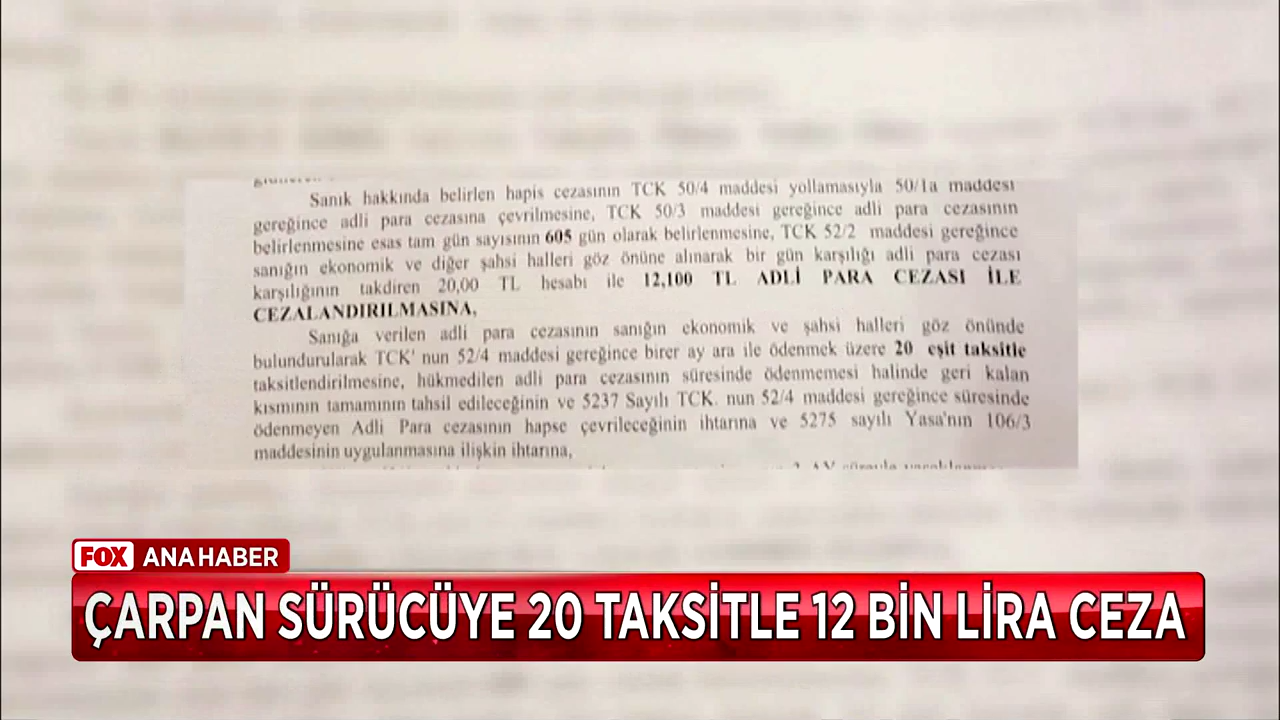 Sanık hakkında belirlen hapis cezasının TCK 50/4 maddesi yollamasıyla 50/1a maddesi
gereğince adli para cezasına çevrilmesine, TCK 50/3 maddesi gereğince adli para cezasının
belirlenmesine esas tam gün sayısının 605 gün olarak belirlenmesine, TCK 52/2 maddesi gereğince
sanığın ekonomik ve diğer şahsi halleri göz önüne alınarak bir gün karşılığı adli para cezası
karşılığının takdiren 20,00 TL hesabı ile 12,100 TL ADLİ PARA CEZASI İLE
CEZALANDIRILMASINA,
Sanığa verilen adli para cezasının sanığın ekonomik ve şahsi halleri göz önünde
bulundurularak TCK' nun 52/4 maddesi gereğince birer ay ara ile ödenmek üzere 20 eşit taksitle
taksitlendirilmesine, hükmedilen adli para cezasının süresinde ödenmemesi halinde geri kalan
kısmının tamamının tahsil edileceğinin ve 5237 Sayılı TCK. nun 52/4 maddesi gereğince süresinde
ödenmeyen Adli Para cezasının hapse çevrileceğinin ihtarına ve 5275 sayılı Yasa'nın 106/3
maddesinin uygulanmasına ilişkin ihtarına,
FOX ANA HABER
ÇARPAN SÜRÜCÜYE 20 TAKSİTLE 12 BİN LİRA CEZA